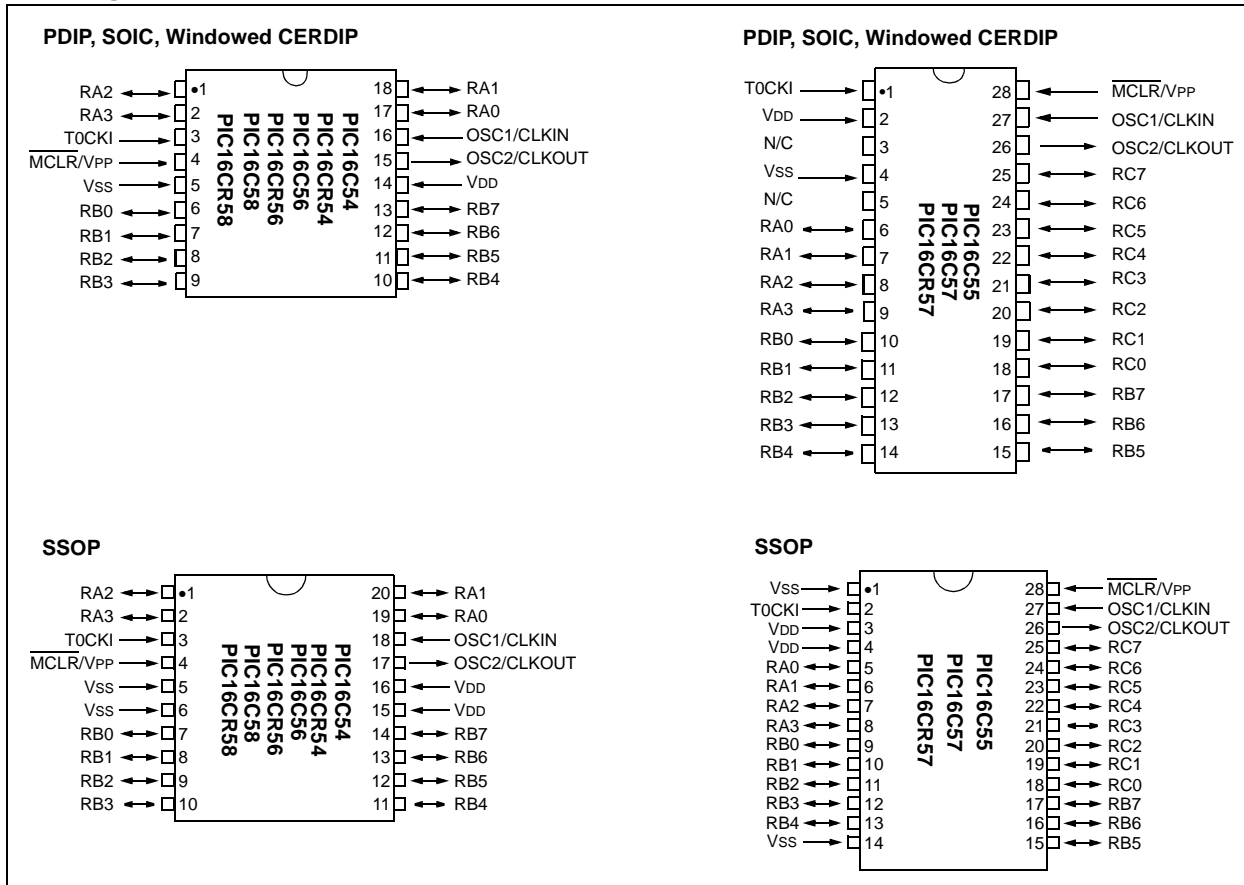 PDIP, SOIC, Windowed CERDIP
RA2 •1 18 RA1
RA3 2 17 RA0
T0CKI 3 16 OSC1/CLKIN
MCLR/VPP 4 15 OSC2/CLKOUT
VSS 5 14 VDD
RB0 6 13 RB7
RB1 7 12 RB6
RB2 8 11 RB5
RB3 9 10 RB4
PIC16C54
PIC16CR54
PIC16C56
PIC16CR56
PIC16C58
PIC16CR58
PDIP, SOIC, Windowed CERDIP
T0CKI •1 28 MCLR/VPP
VDD 2 27 OSC1/CLKIN
N/C 3 26 OSC2/CLKOUT
VSS 4 25 RC7
N/C 5 24 RC6
RA0 6 23 RC5
RA1 7 22 RC4
RA2 8 21 RC3
RA3 9 20 RC2
RB0 10 19 RC1
RB1 11 18 RC0
RB2 12 17 RB7
RB3 13 16 RB6
RB4 14 15 RB5
PIC16C55
PIC16C57
PIC16CR57
SSOP
RA2 •1 20 RA1
RA3 2 19 RA0
T0CKI 3 18 OSC1/CLKIN
MCLR/VPP 4 17 OSC2/CLKOUT
VSS 5 16 VDD
VSS 6 15 VDD
RB0 7 14 RB7
RB1 8 13 RB6
RB2 9 12 RB5
RB3 10 11 RB4
PIC16C54
PIC16CR54
PIC16C56
PIC16CR56
PIC16C58
PIC16CR58
SSOP
VSS •1 28 MCLR/VPP
T0CKI 2 27 OSC1/CLKIN
VDD 3 26 OSC2/CLKOUT
VDD 4 25 RC7
RA0 5 24 RC6
RA1 6 23 RC5
RA2 7 22 RC4
RA3 8 21 RC3
RB0 9 20 RC2
RB1 10 19 RC1
RB2 11 18 RC0
RB3 12 17 RB7
RB4 13 16 RB6
VSS 14 15 RB5
PIC16C55
PIC16C57
PIC16CR57